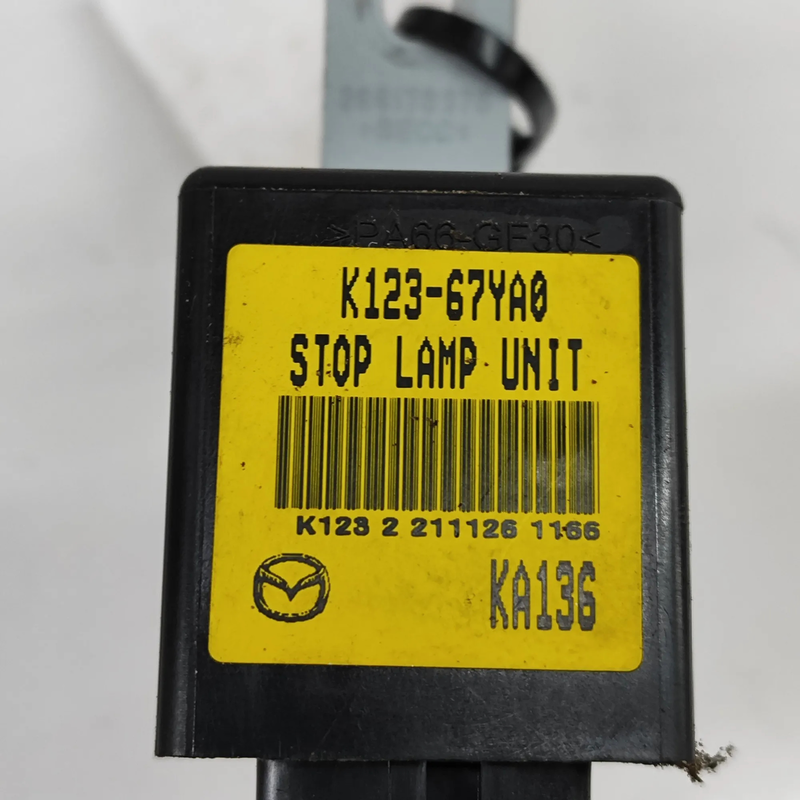 >PA66-GF30<
K123-67YA0
STOP LAMP UNIT
K123 2 211126 1166
KA136